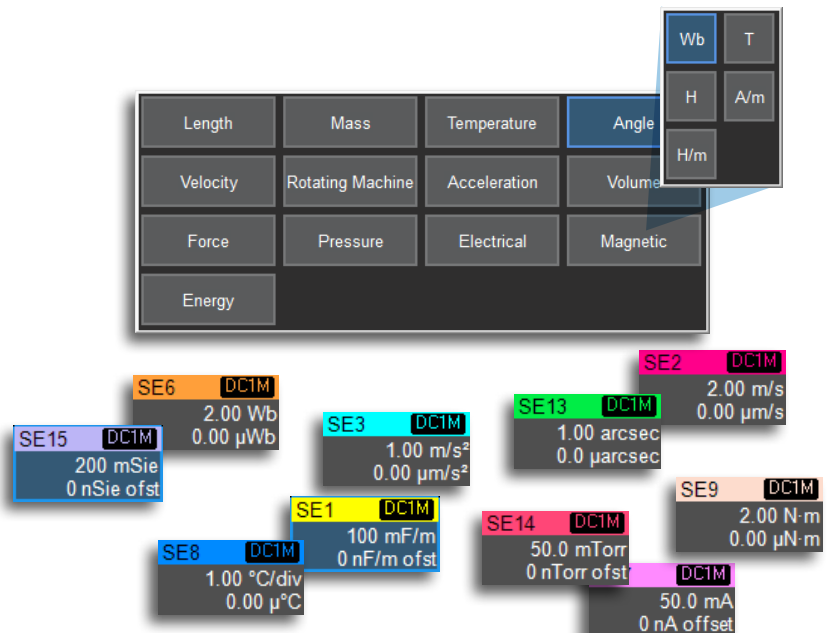 Wb T
H A/m
H/m
Length Mass Temperature Angle
Velocity Rotating Machine Acceleration Volume
Force Pressure Electrical Magnetic
Energy
SE2 DC1M
2.00 m/s
0.00 µm/s
SE6 DC1M
2.00 Wb
0.00 µWb
SE13 DC1M
1.00 arcsec
0.0 µarcsec
SE3 DC1M
1.00 m/s²
0.00 µm/s²
SE15 DC1M
200 mSie
0 nSie ofst
SE9 DC1M
2.00 N·m
0.00 µN·m
SE1 DC1M
100 mF/m
0 nF/m ofst
SE14 DC1M
50.0 mTorr
0 nTorr ofst
SE8 DC1M
1.00 °C/div
0.00 µ°C
DC1M
50.0 mA
0 nA offset